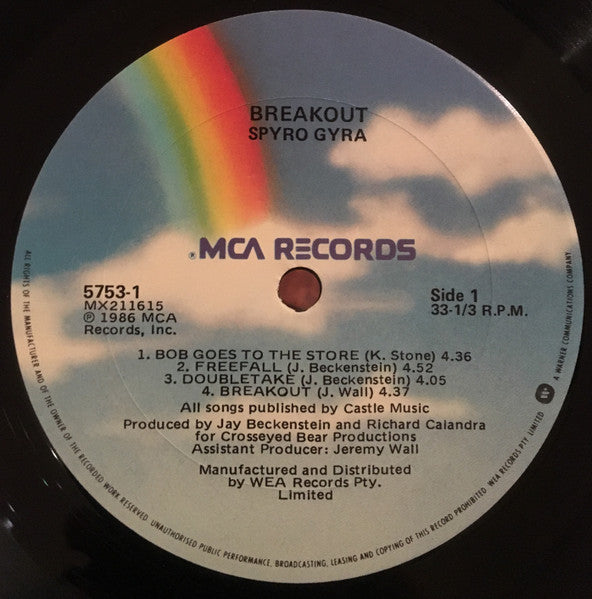 BREAKOUT
SPYRO GYRA
® MCA RECORDS
5753-1
MX211615
℗ 1986 MCA
Records, Inc.
Side 1
33-1/3 R.P.M.
1. BOB GOES TO THE STORE (K. Stone) 4.36
2. FREEFALL (J. Beckenstein) 4.52
3. DOUBLETAKE (J. Beckenstein) 4.05
4. BREAKOUT (J. Wall) 4.37
All songs published by Castle Music
Produced by Jay Beckenstein and Richard Calandra
for Crosseyed Bear Productions
Assistant Producer: Jeremy Wall
Manufactured and Distributed
by WEA Records Pty.
Limited
ALL RIGHTS OF THE MANUFACTURER AND OF THE OWNER OF THE RECORDED WORK RESERVED. UNAUTHORISED PUBLIC PERFORMANCE, BROADCASTING, LEASING AND COPYING OF THIS RECORD PROHIBITED. WEA RECORDS PTY. LIMITED
A WARNER COMMUNICATIONS COMPANY.